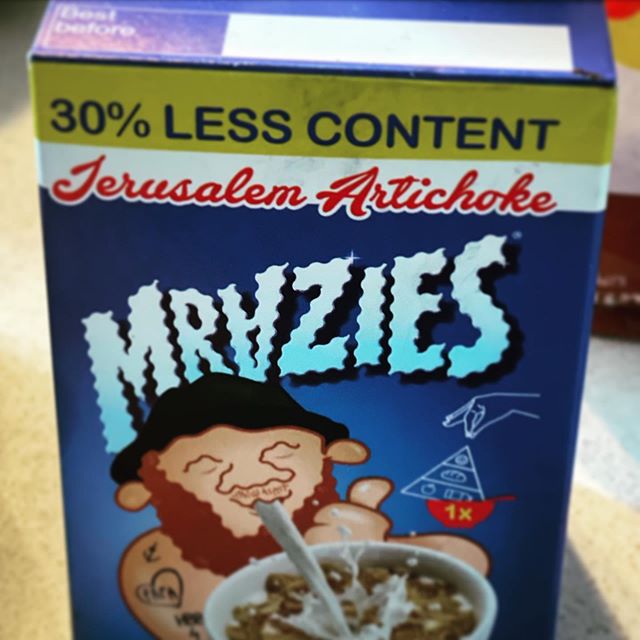 Best
before
30% LESS CONTENT
Jerusalem Artichoke
MRAZIES
1x